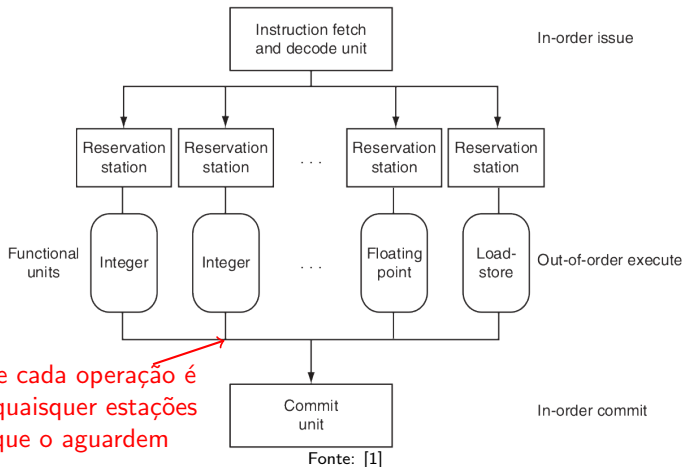 Instruction fetch
and decode unit
In-order issue
Reservation
station
Reservation
station
. . .
Reservation
station
Reservation
station
Functional
units
Integer
Integer
. . .
Floating
point
Load-
store
Out-of-order execute
e cada operação é
quaisquer estações
que o aguardem
Commit
unit
In-order commit
Fonte: [1]